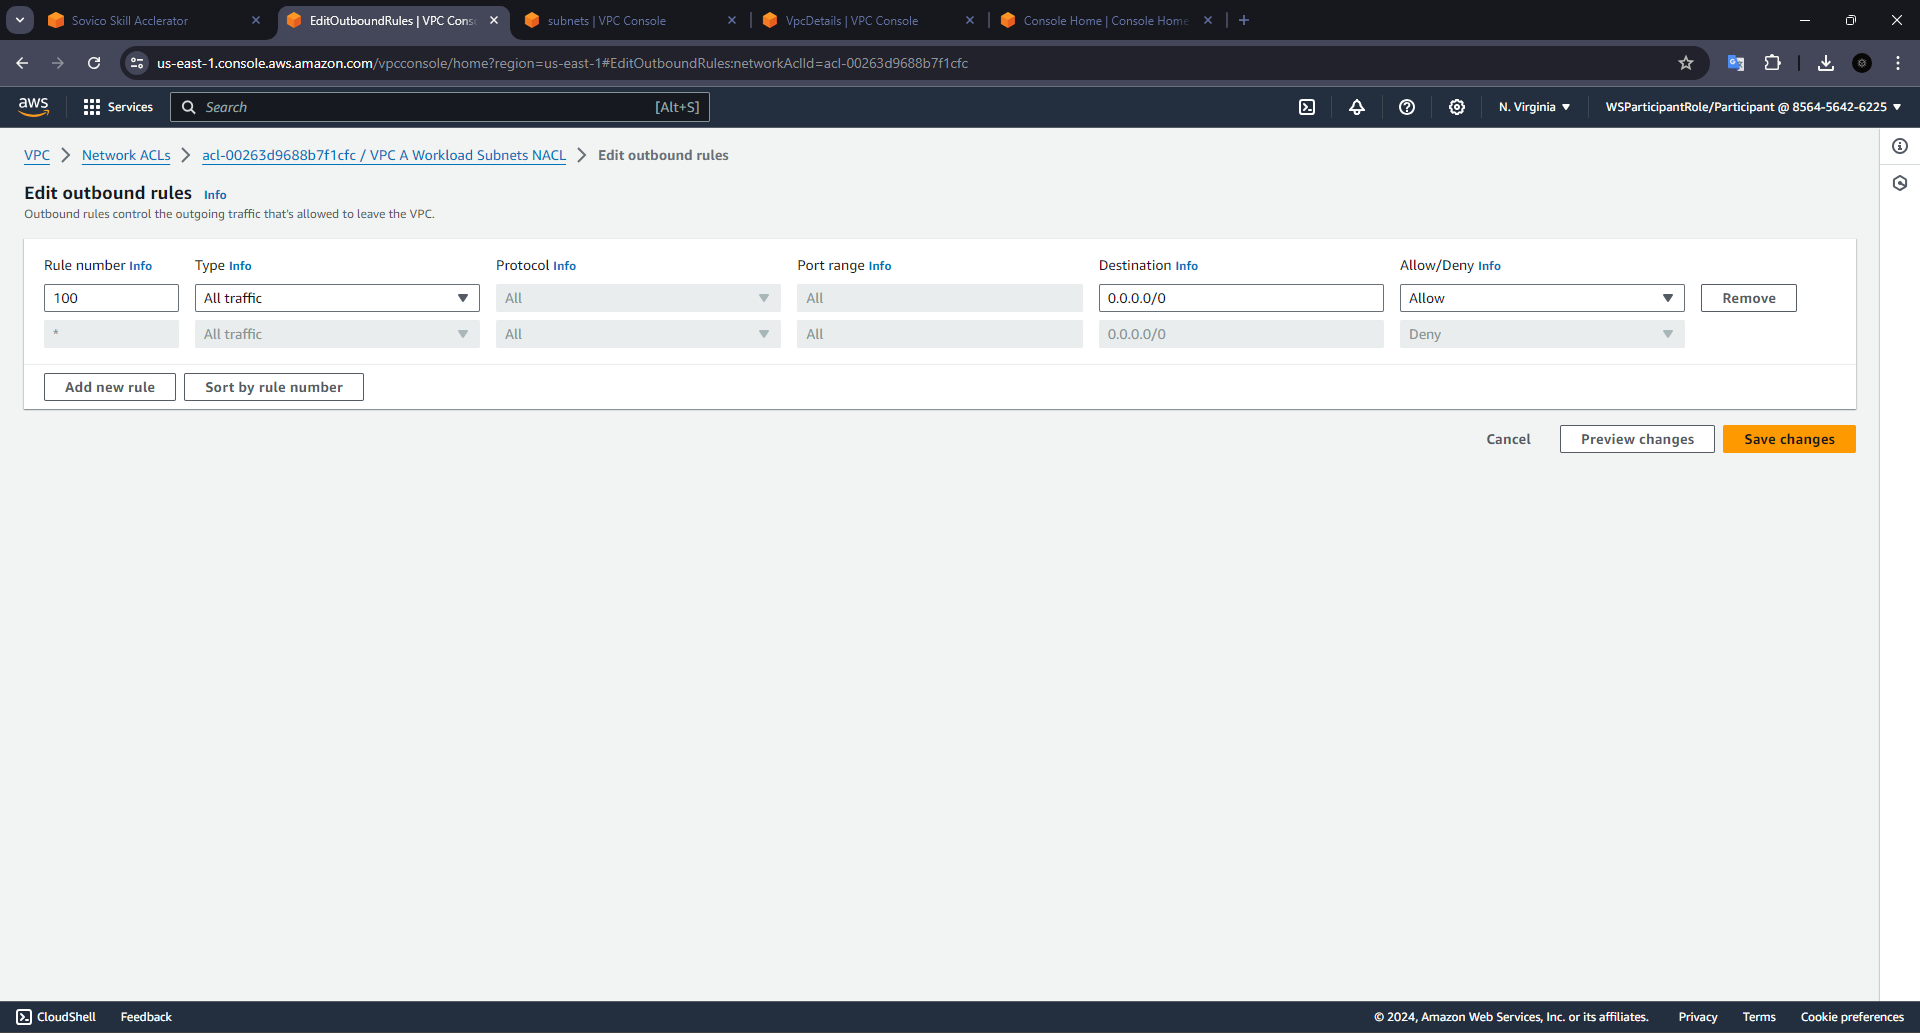 Sovico Skill Acclerator
EditOutboundRules | VPC Cons
subnets | VPC Console
VpcDetails | VPC Console
Console Home | Console Home
us-east-1.console.aws.amazon.com/vpcconsole/home?region=us-east-1#EditOutboundRules:networkAclId=acl-00263d9688b7f1cfc
aws
Services
Search
[Alt+S]
N. Virginia
WSParticipantRole/Participant @ 8564-5642-6225
VPC
Network ACLs
acl-00263d9688b7f1cfc / VPC A Workload Subnets NACL
Edit outbound rules
Edit outbound rules Info
Outbound rules control the outgoing traffic that's allowed to leave the VPC.
Rule number Info
Type Info
Protocol Info
Port range Info
Destination Info
Allow/Deny Info
100
All traffic
All
All
0.0.0.0/0
Allow
Remove
*
All traffic
All
All
0.0.0.0/0
Deny
Add new rule
Sort by rule number
Cancel
Preview changes
Save changes
CloudShell
Feedback
© 2024, Amazon Web Services, Inc. or its affiliates.
Privacy
Terms
Cookie preferences